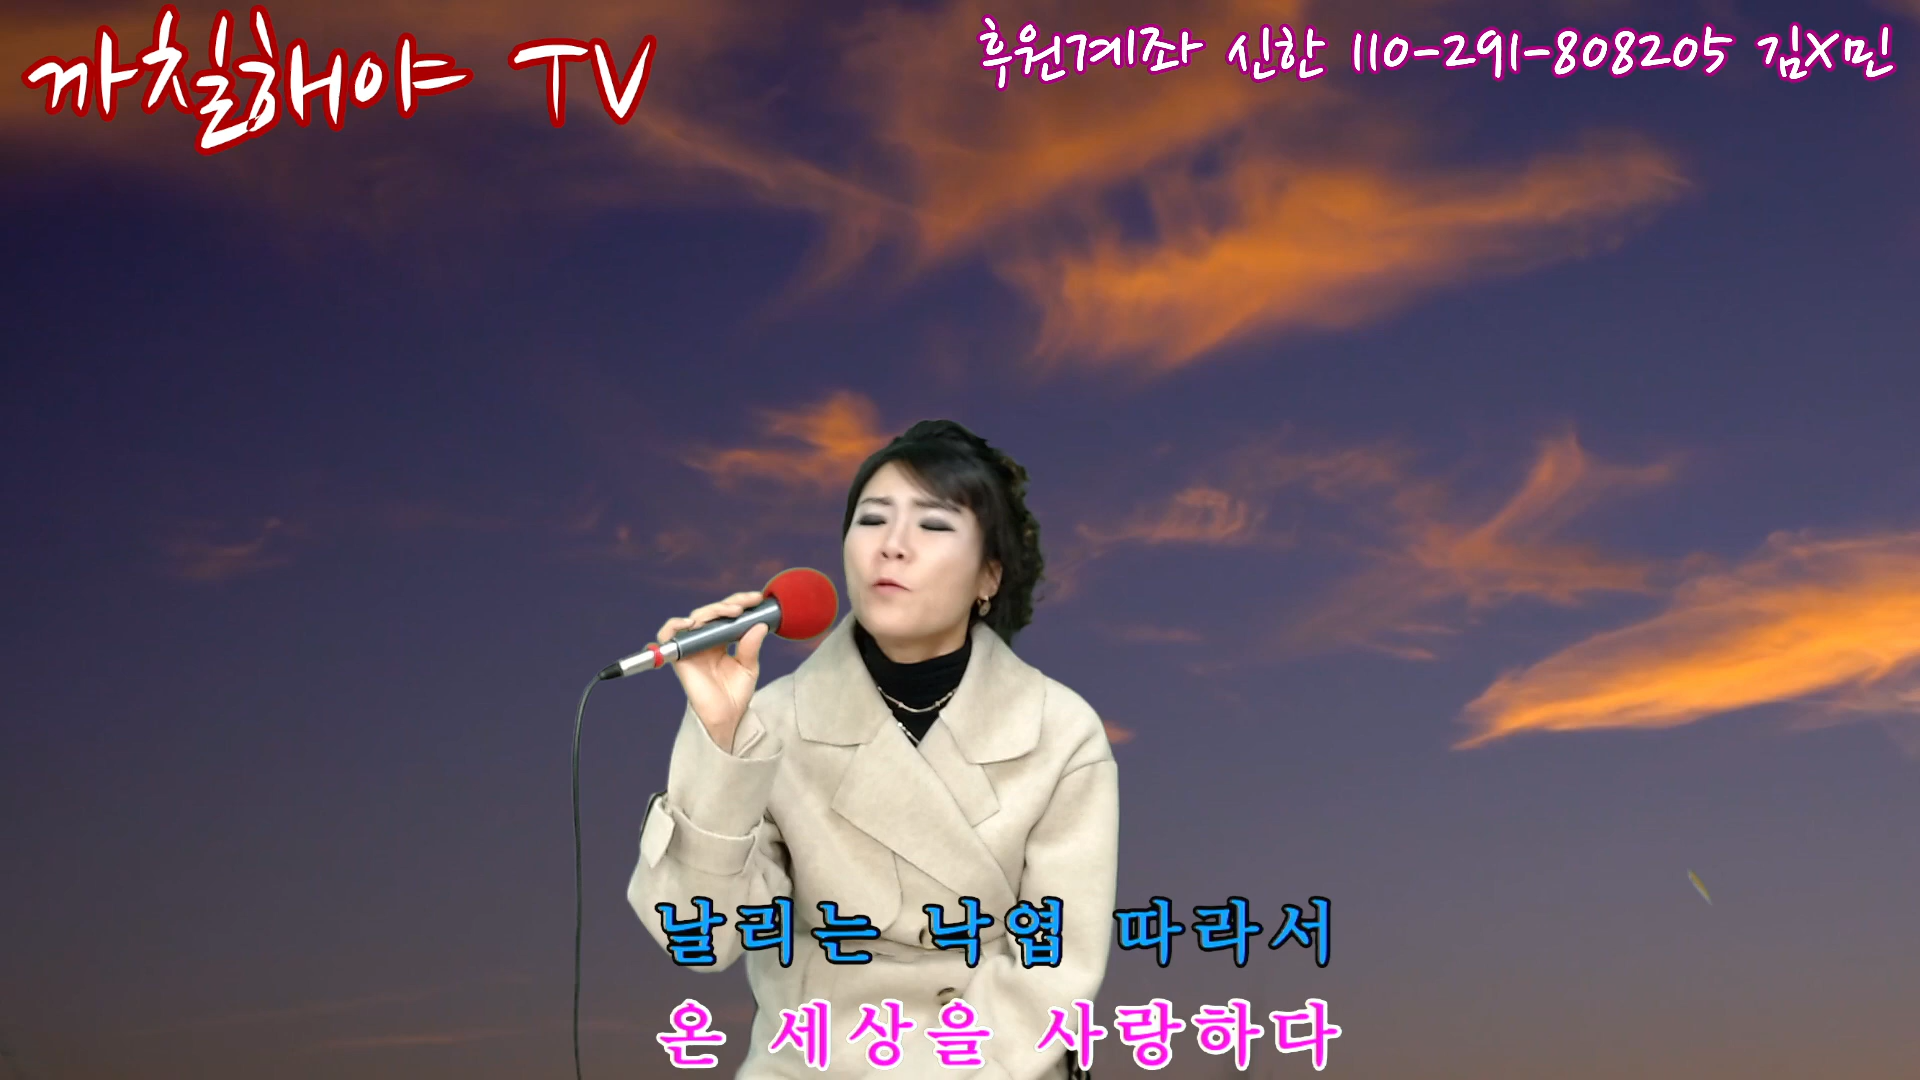 까칠해야 TV
후원계좌 신한 110-291-808205 김X민
날리는 낙엽 따라서
온 세상을 사랑하다